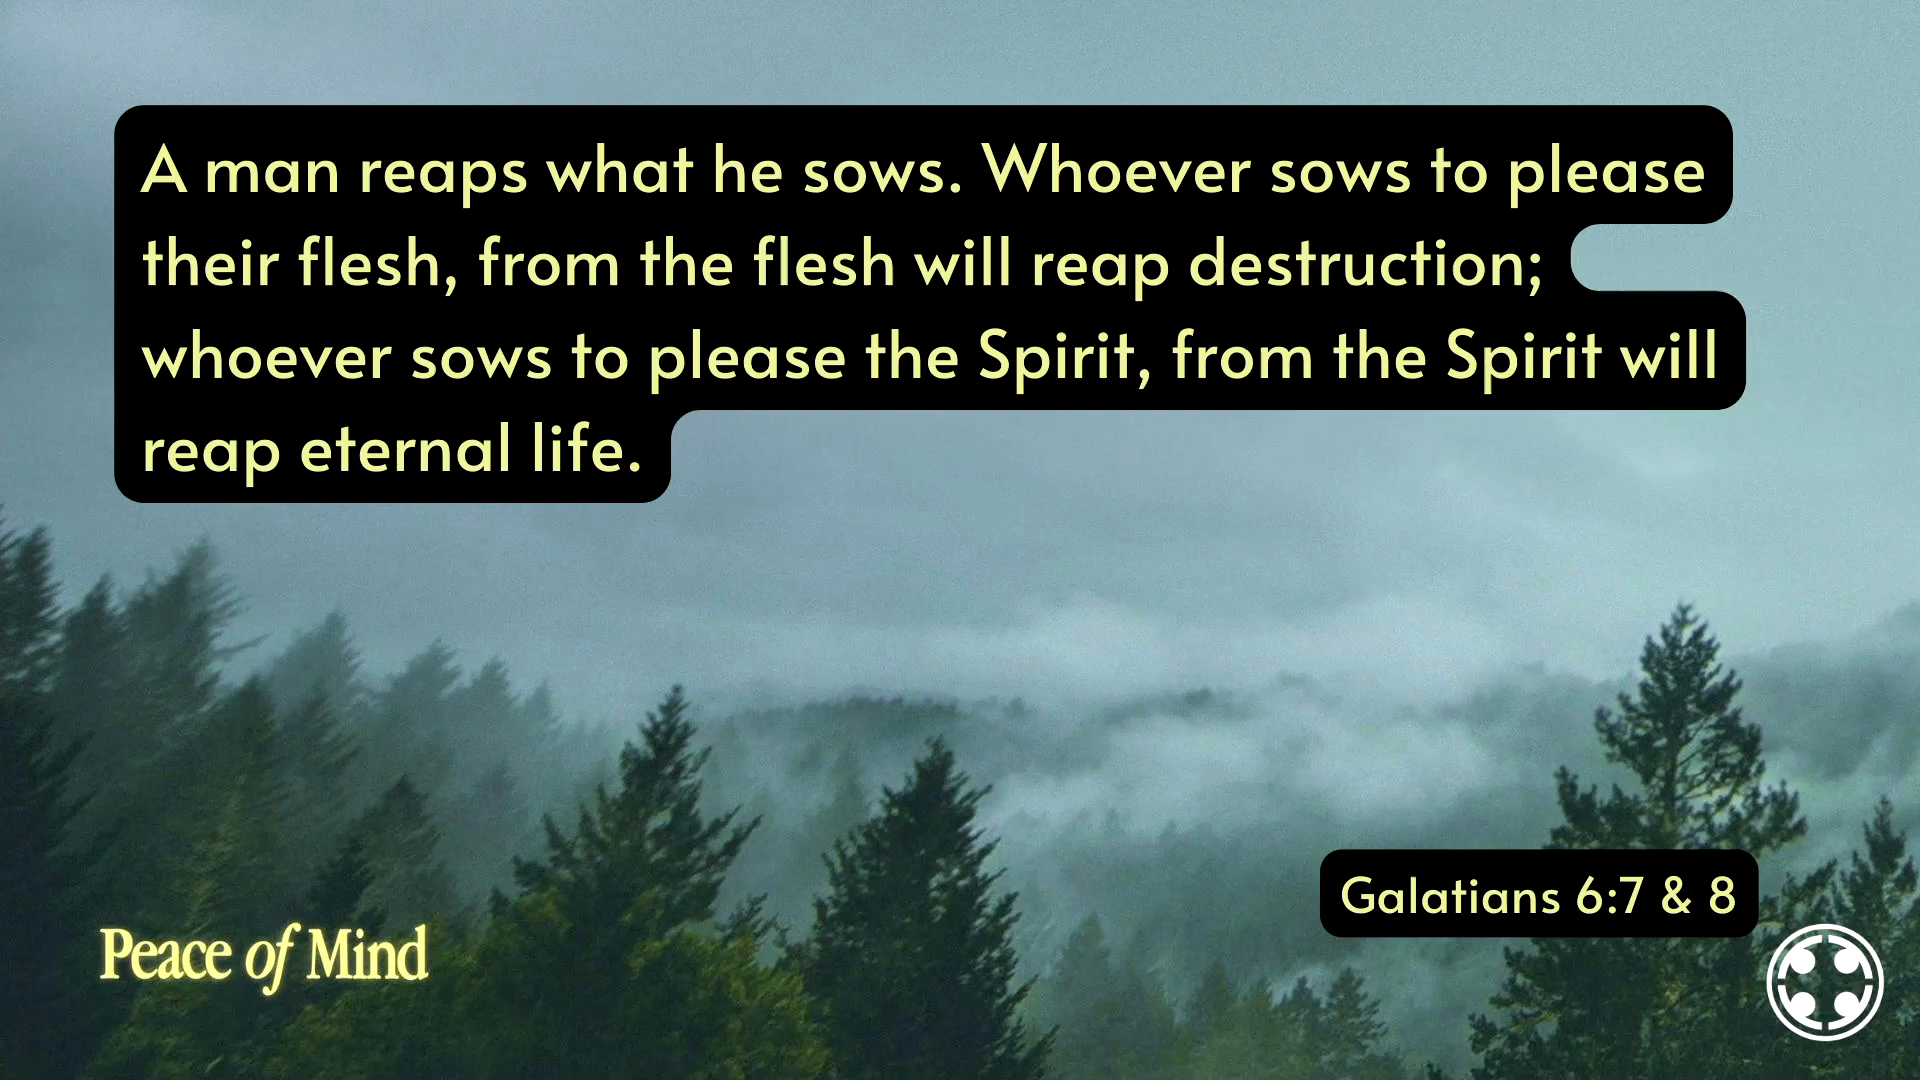 A man reaps what he sows. Whoever sows to please
their flesh, from the flesh will reap destruction;
whoever sows to please the Spirit, from the Spirit will
reap eternal life.
Galatians 6:7 & 8
Peace of Mind